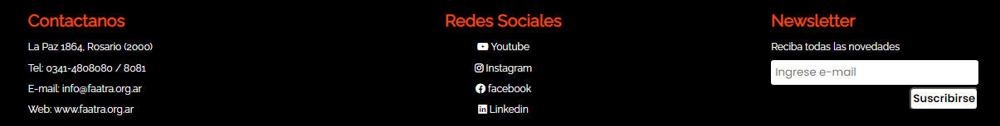 Contactanos
La Paz 1864, Rosario (2000)
Tel: 0341-4808080 / 8081
E-mail: info@faatra.org.ar
Web: www.faatra.org.ar
Redes Sociales
Youtube
Instagram
facebook
Linkedin
Newsletter
Reciba todas las novedades
Ingrese e-mail
Suscribirse